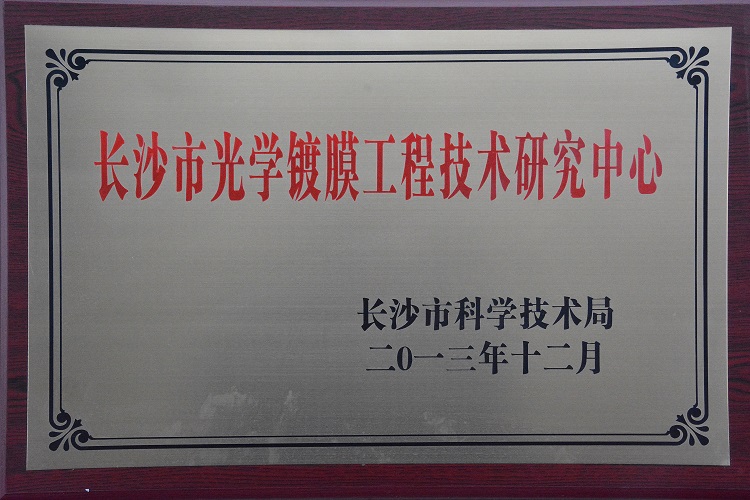 长沙市光学镀膜工程技术研究中心
长沙市科学技术局
二0一三年十二月